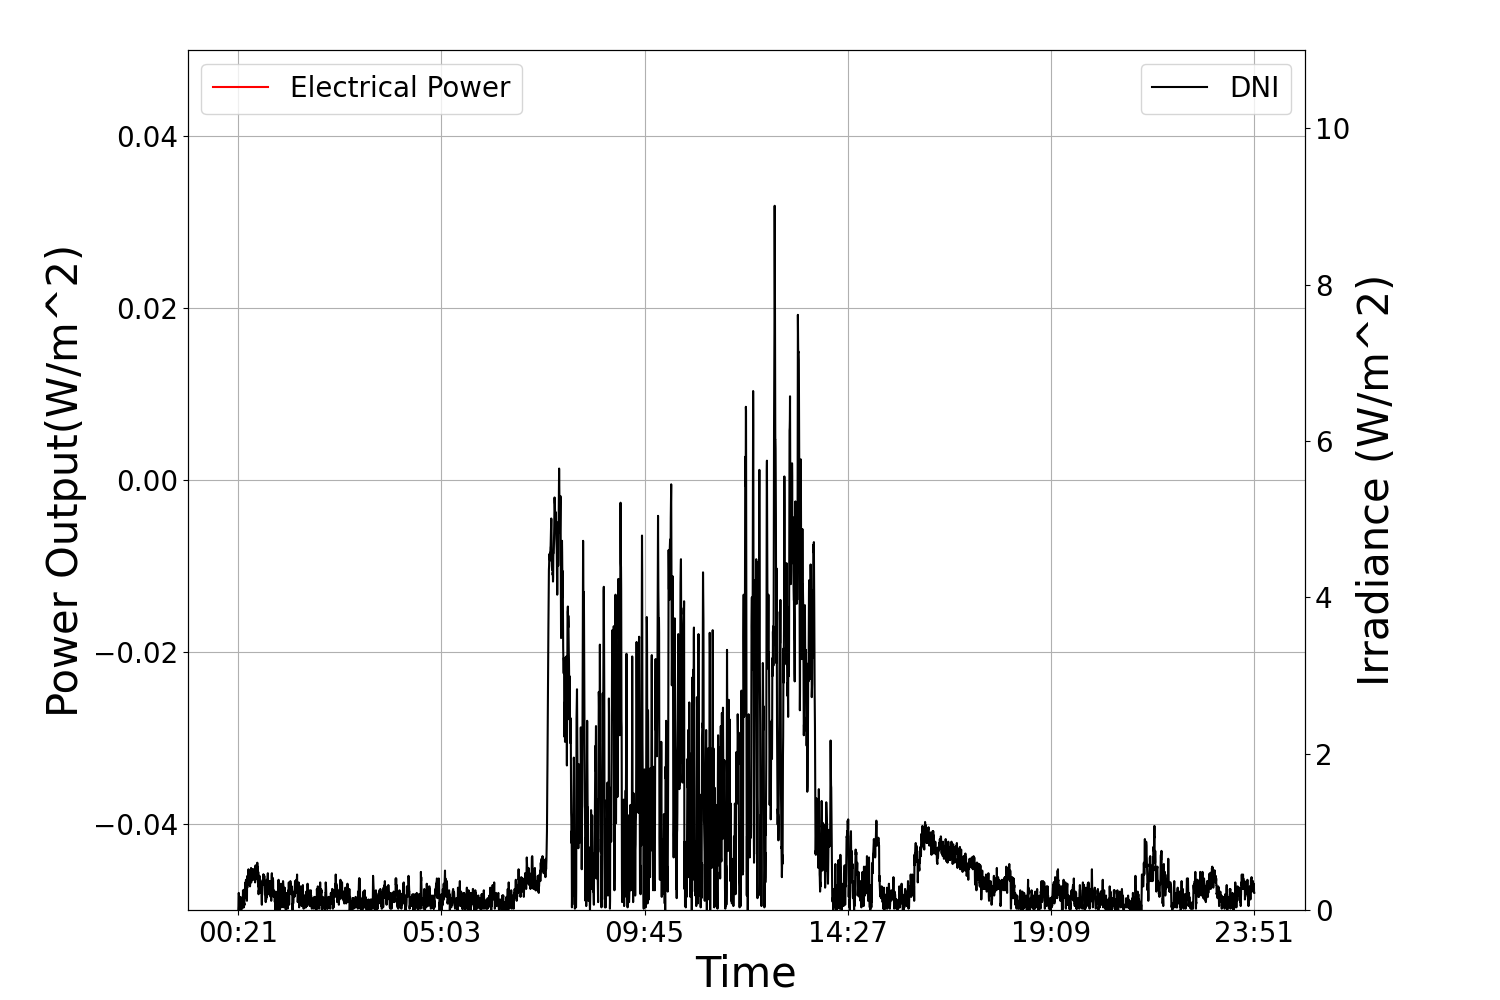 Electrical Power
DNI
0.04
0.02
0.00
−0.02
−0.04
Power Output(W/m^2)
10
8
6
4
2
0
Irradiance (W/m^2)
00:21 05:03 09:45 14:27 19:09 23:51
Time